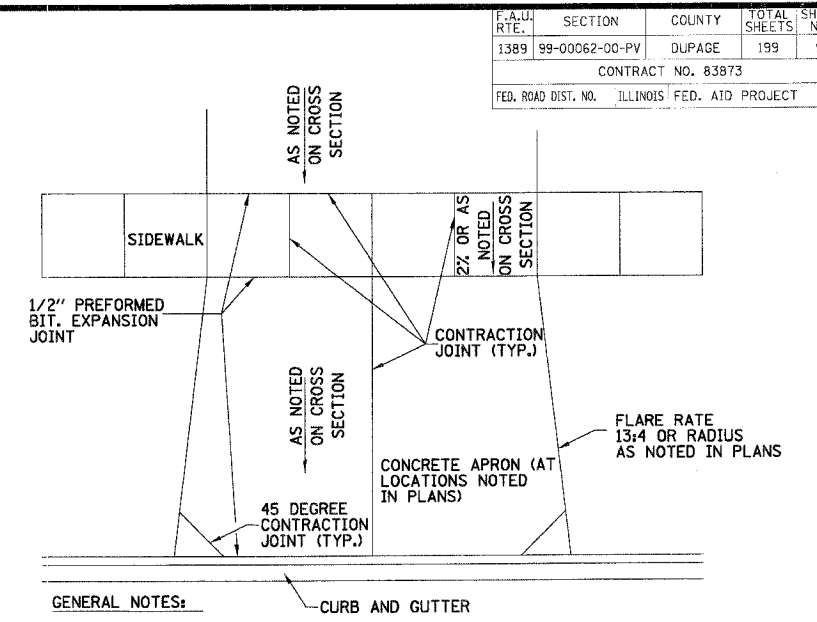 F.A.U. RTE. SECTION COUNTY TOTAL SHEETS
1389 99-00062-00-PV DUPAGE 199
CONTRACT NO. 83873
FED. ROAD DIST. NO. ILLINOIS FED. AID PROJECT
AS NOTED
ON CROSS
SECTION
SIDEWALK
2% OR AS
NOTED
ON CROSS
SECTION
1/2" PREFORMED
BIT. EXPANSION
JOINT
CONTRACTION
JOINT (TYP.)
AS NOTED
ON CROSS
SECTION
FLARE RATE
13:4 OR RADIUS
AS NOTED IN PLANS
CONCRETE APRON (AT
LOCATIONS NOTED
IN PLANS)
45 DEGREE
CONTRACTION
JOINT (TYP.)
GENERAL NOTES:
CURB AND GUTTER